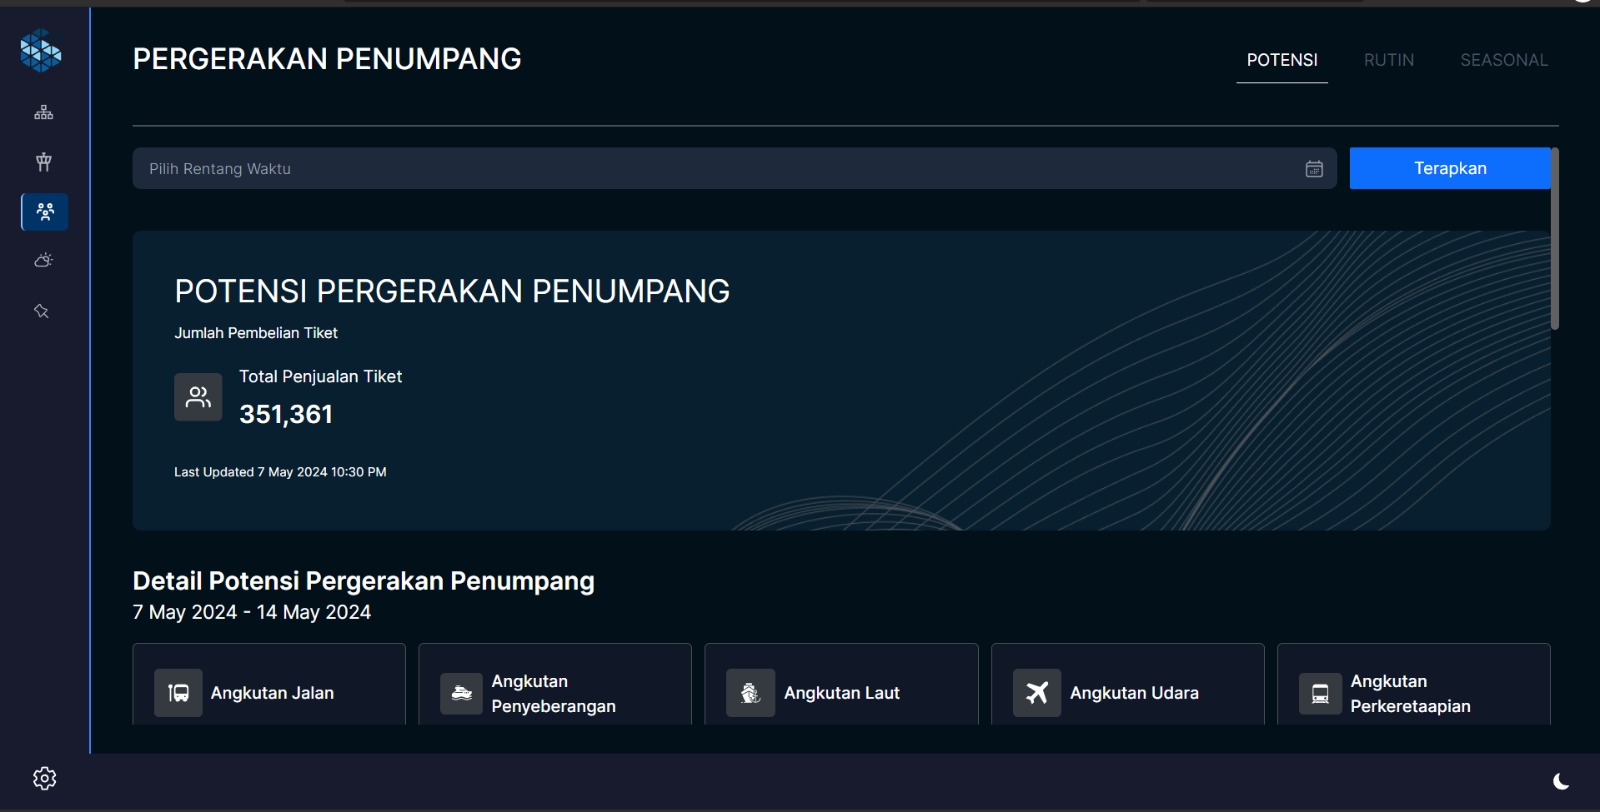 PERGERAKAN PENUMPANG
POTENSI
RUTIN
SEASONAL
Pilih Rentang Waktu
Terapkan
POTENSI PERGERAKAN PENUMPANG
Jumlah Pembelian Tiket
Total Penjualan Tiket
351,361
Last Updated 7 May 2024 10:30 PM
Detail Potensi Pergerakan Penumpang
7 May 2024 - 14 May 2024
Angkutan Jalan
Angkutan
Penyeberangan
Angkutan Laut
Angkutan Udara
Angkutan
Perkeretaapian